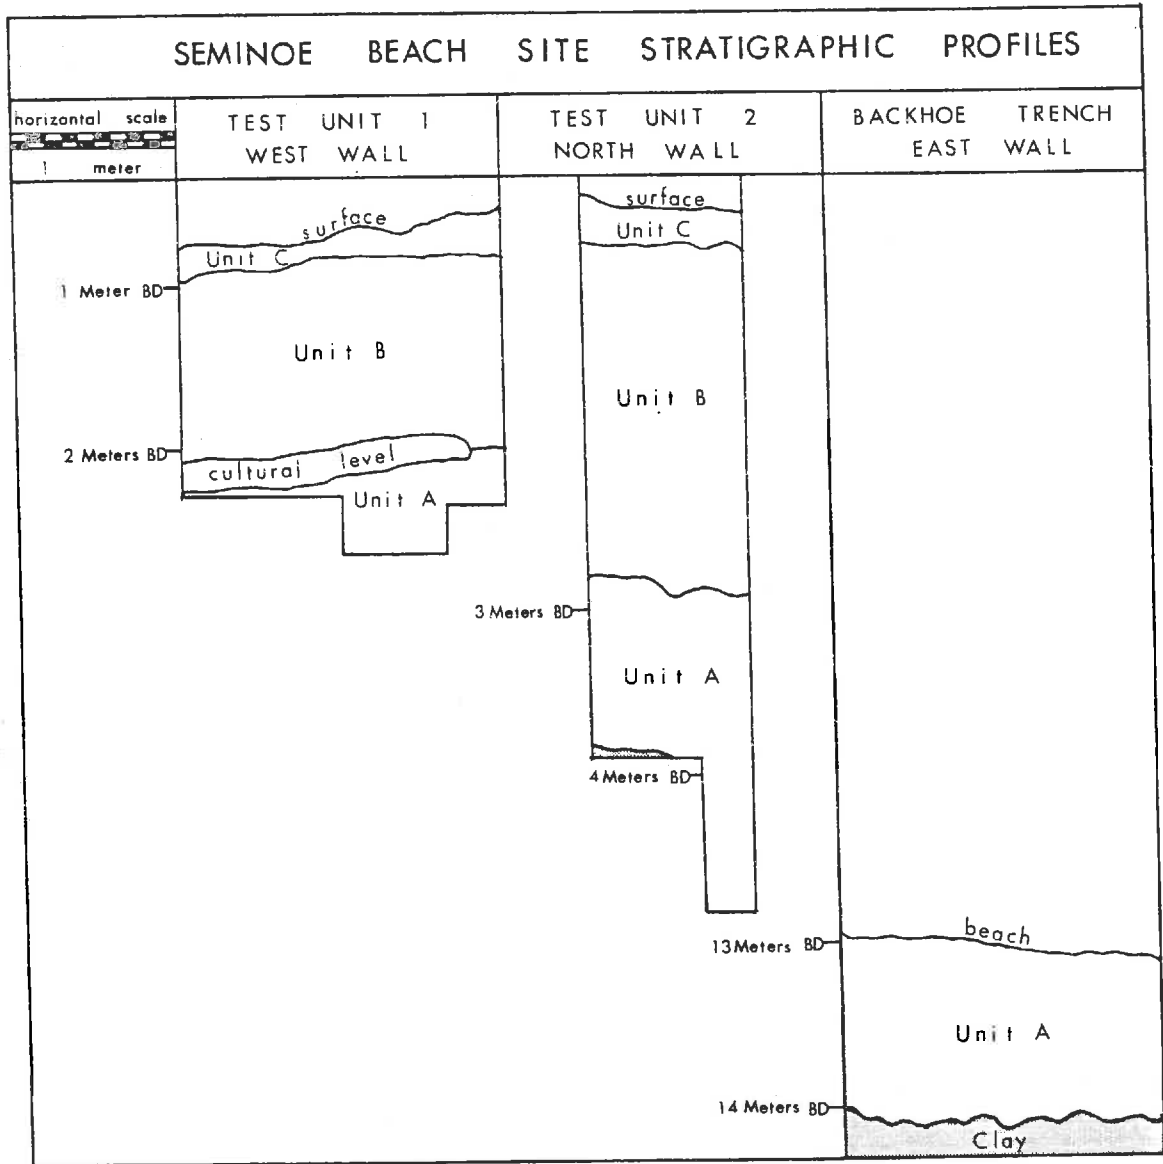 SEMINOE BEACH SITE STRATIGRAPHIC PROFILES
horizontal scale
1 meter
TEST UNIT 1
WEST WALL
TEST UNIT 2
NORTH WALL
BACKHOE TRENCH
EAST WALL
surface
Unit C
1 Meter BD
Unit B
2 Meters BD
cultural level
Unit A
surface
Unit C
Unit B
3 Meters BD
Unit A
4 Meters BD
13 Meters BD
beach
Unit A
14 Meters BD
Clay